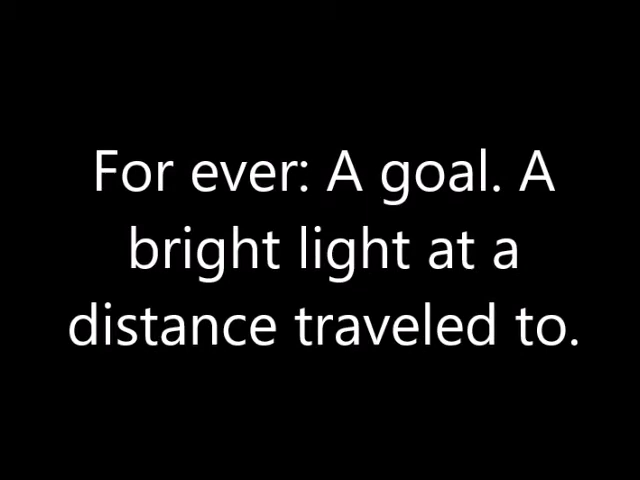 For ever: A goal. A
bright light at a
distance traveled to.